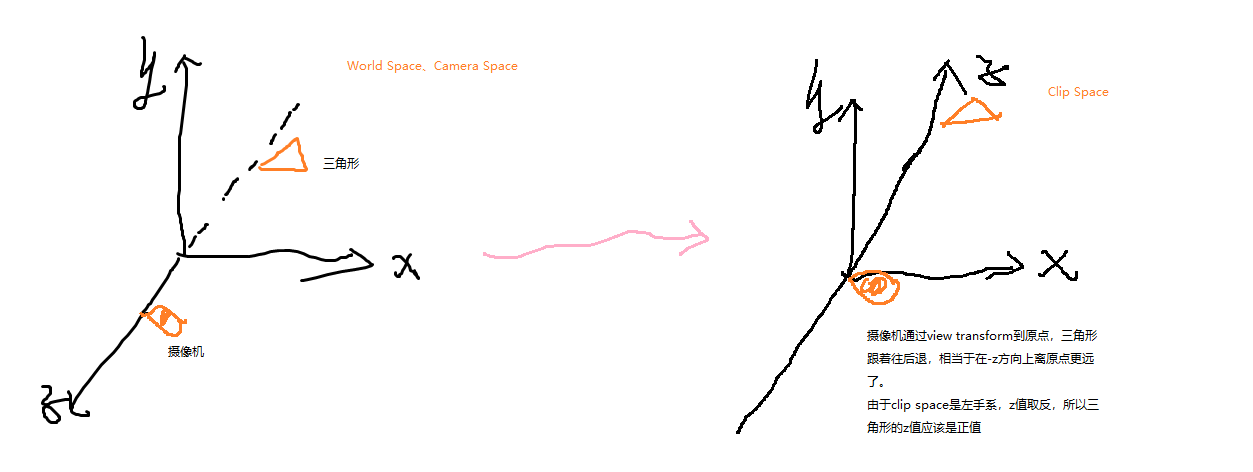 y
World Space、Camera Space
三角形
x
摄像机
z
y
z
Clip Space
x
摄像机通过view transform到原点，三角形
跟着往后退，相当于在-z方向上离原点更远
了。
由于clip space是左手系，z值取反，所以三
角形的z值应该是正值